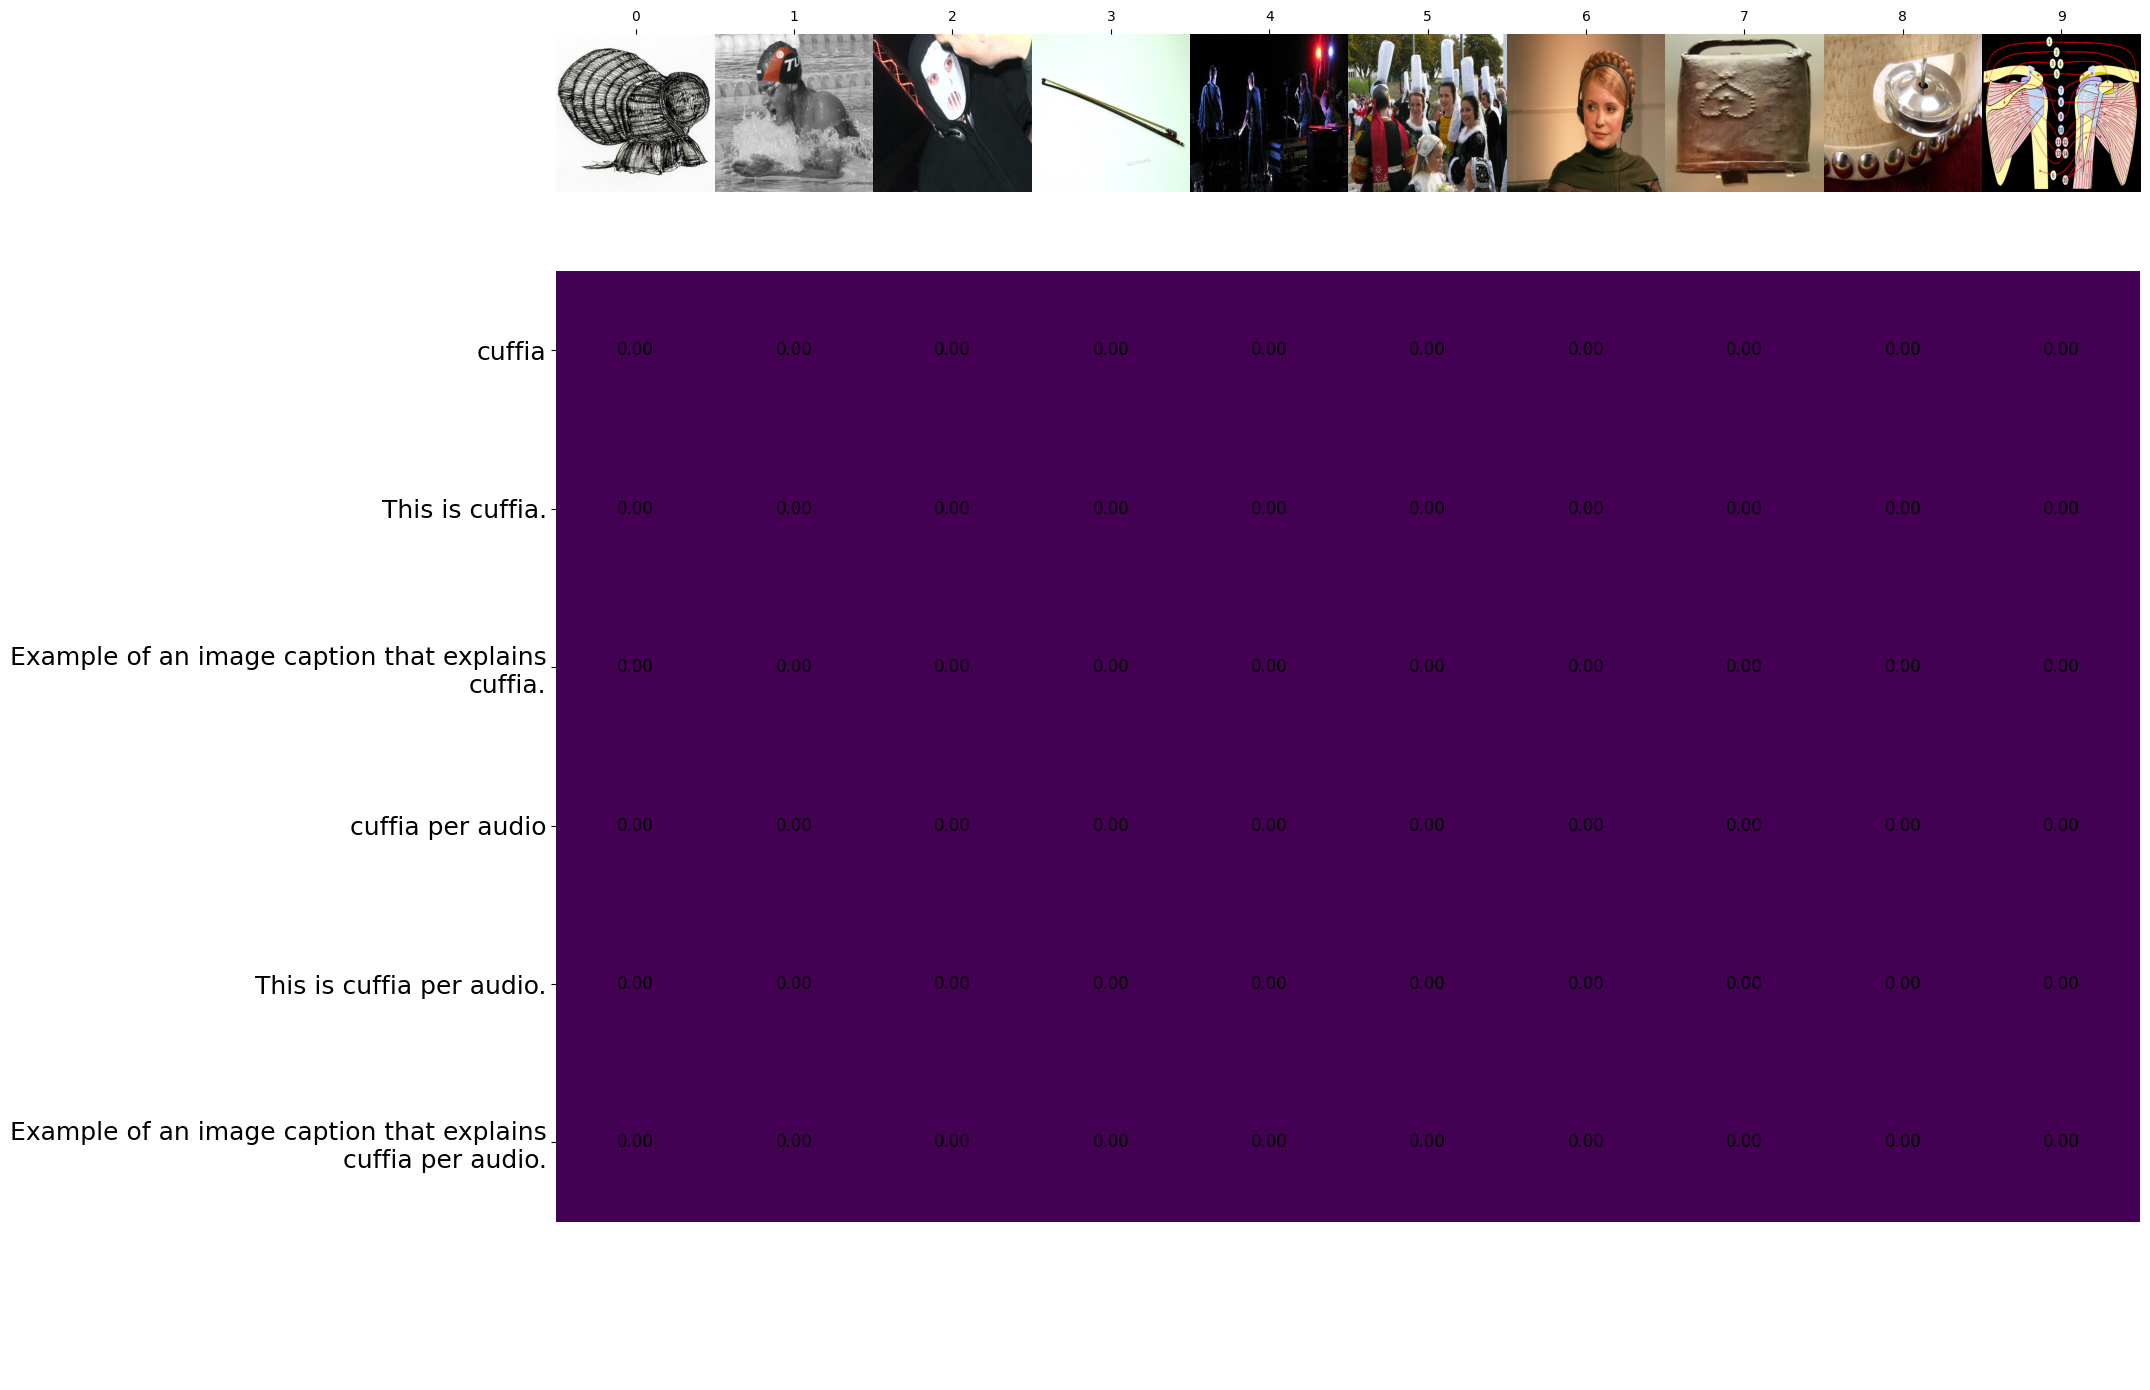 0 1 2 3 4 5 6 7 8 9
cuffia 0.00 0.00 0.00 0.00 0.00 0.00 0.00 0.00 0.00 0.00
This is cuffia. 0.00 0.00 0.00 0.00 0.00 0.00 0.00 0.00 0.00 0.00
Example of an image caption that explains
cuffia. 0.00 0.00 0.00 0.00 0.00 0.00 0.00 0.00 0.00 0.00
cuffia per audio 0.00 0.00 0.00 0.00 0.00 0.00 0.00 0.00 0.00 0.00
This is cuffia per audio. 0.00 0.00 0.00 0.00 0.00 0.00 0.00 0.00 0.00 0.00
Example of an image caption that explains
cuffia per audio. 0.00 0.00 0.00 0.00 0.00 0.00 0.00 0.00 0.00 0.00